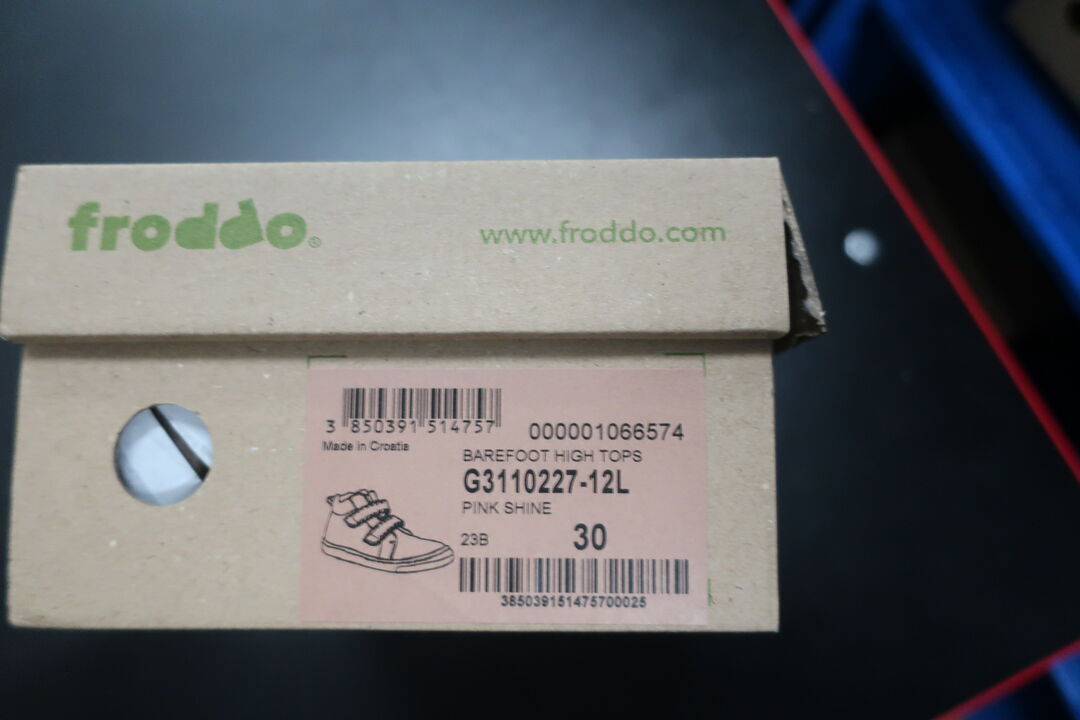 froddo®
www.froddo.com
3 850391 514757
000001066574
Made in Croatia
BAREFOOT HIGH TOPS
G3110227-12L
PINK SHINE
23B
30
385039151475700025